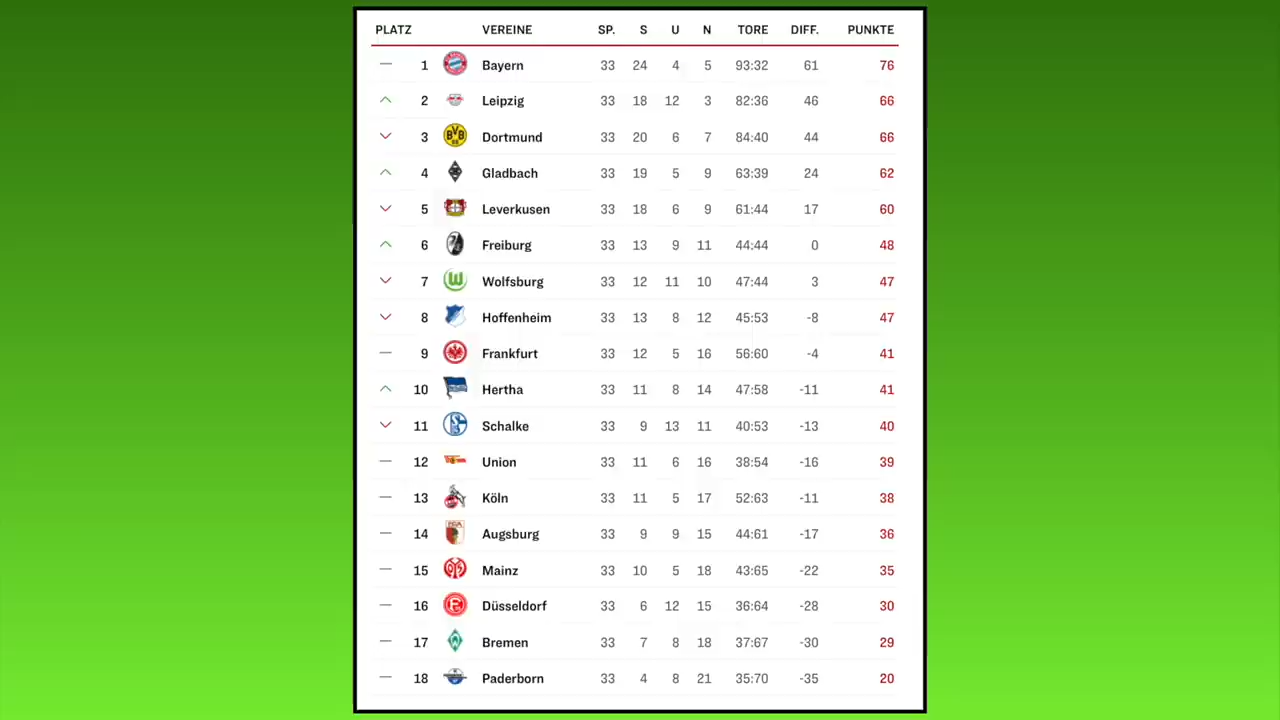 PLATZ VEREINE SP. S U N TORE DIFF. PUNKTE
1 Bayern 33 24 4 5 93:32 61 76
2 Leipzig 33 18 12 3 82:36 46 66
3 Dortmund 33 20 6 7 84:40 44 66
4 Gladbach 33 19 5 9 63:39 24 62
5 Leverkusen 33 18 6 9 61:44 17 60
6 Freiburg 33 13 9 11 44:44 0 48
7 Wolfsburg 33 12 11 10 47:44 3 47
8 Hoffenheim 33 13 8 12 45:53 -8 47
9 Frankfurt 33 12 5 16 56:60 -4 41
10 Hertha 33 11 8 14 47:58 -11 41
11 Schalke 33 9 13 11 40:53 -13 40
12 Union 33 11 6 16 38:54 -16 39
13 Köln 33 11 5 17 52:63 -11 38
14 Augsburg 33 9 9 15 44:61 -17 36
15 Mainz 33 10 5 18 43:65 -22 35
16 Düsseldorf 33 6 12 15 36:64 -28 30
17 Bremen 33 7 8 18 37:67 -30 29
18 Paderborn 33 4 8 21 35:70 -35 20